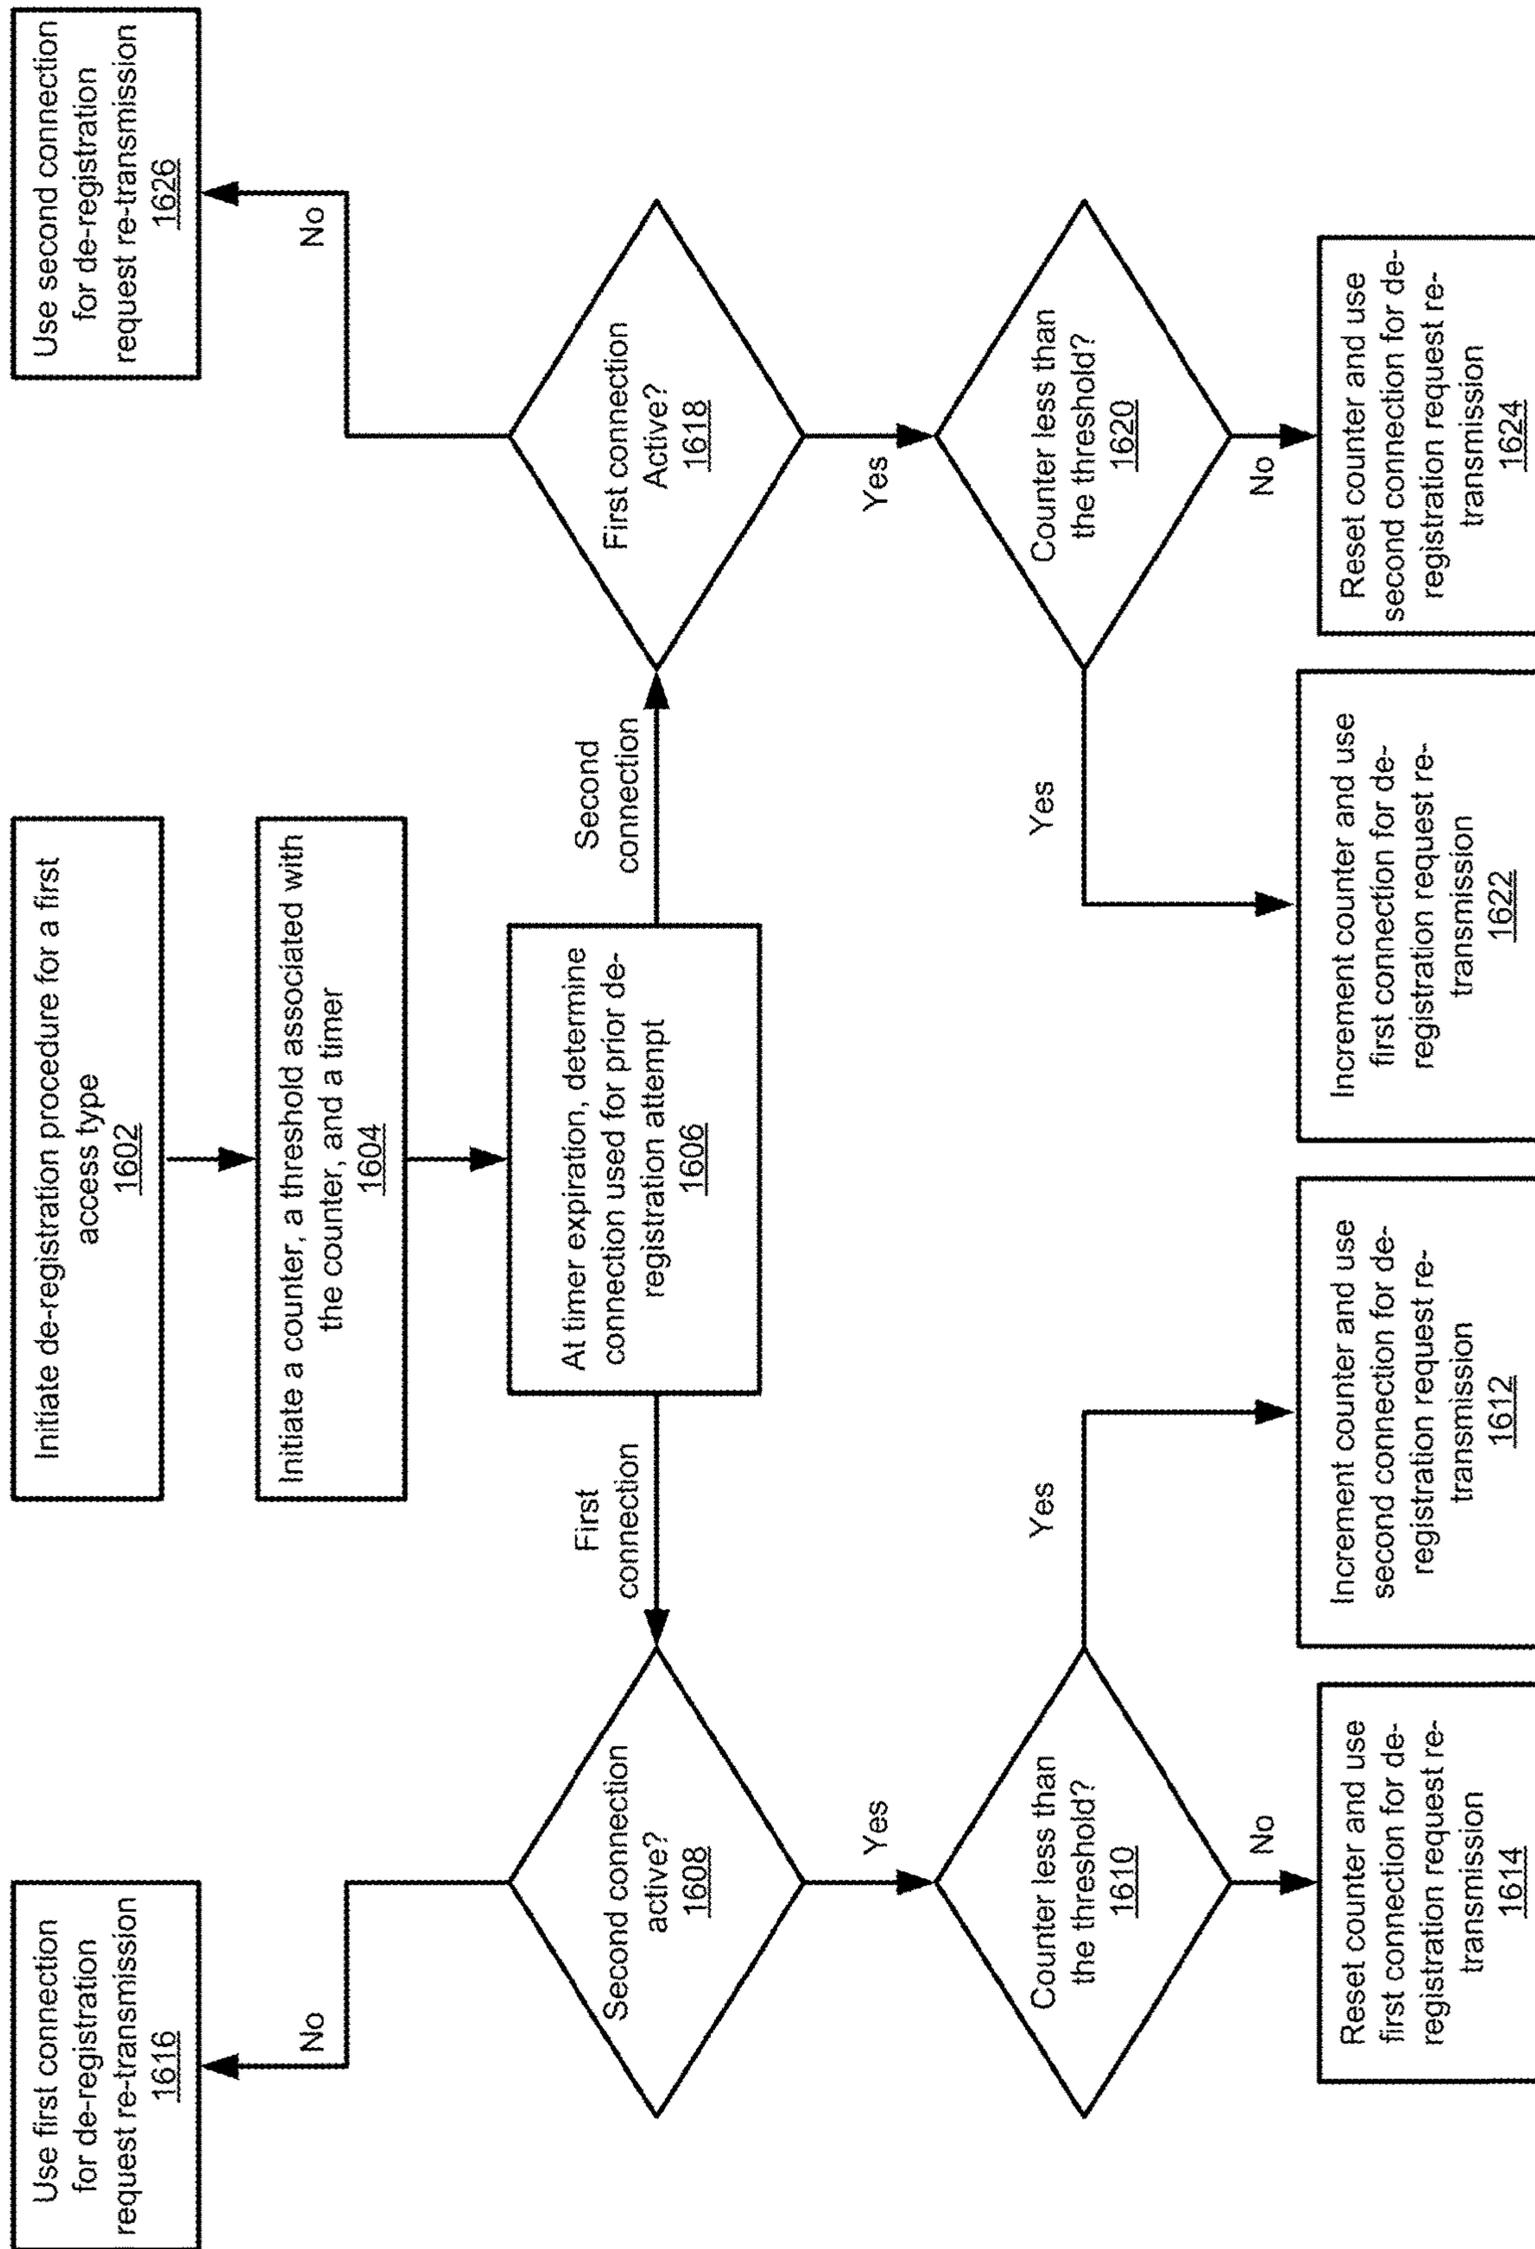 Initiate de-registration procedure for a first
access type
1602
Initiate a counter, a threshold associated with
the counter, and a timer
1604
At timer expiration, determine
connection used for prior de-
registration attempt
1606
First
connection
Second
connection
Second connection
active?
1608
No
Use first connection
for de-registration
request re-transmission
1616
Yes
Counter less than
the threshold?
1610
No
Reset counter and use
first connection for de-
registration request re-
transmission
1614
Yes
Increment counter and use
second connection for de-
registration request re-
transmission
1612
First connection
Active?
1618
No
Use second connection
for de-registration
request re-transmission
1626
Yes
Counter less than
the threshold?
1620
Yes
Increment counter and use
first connection for de-
registration request re-
transmission
1622
No
Reset counter and use
second connection for de-
registration request re-
transmission
1624